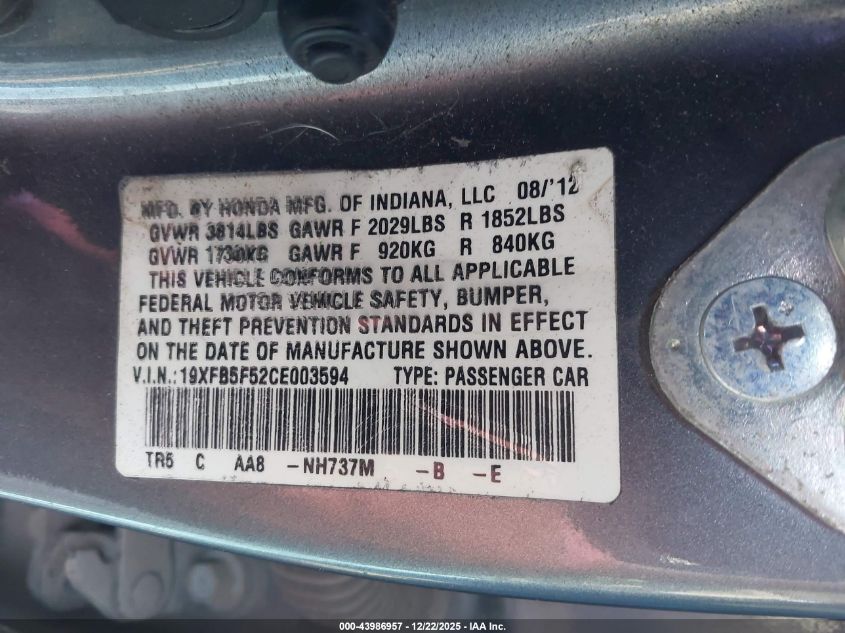 MFD. BY HONDA MFG. OF INDIANA, LLC 08/'12
GVWR 3814LBS GAWR F 2029LBS R 1852LBS
GVWR 1730KG GAWR F 920KG R 840KG
THIS VEHICLE CONFORMS TO ALL APPLICABLE
FEDERAL MOTOR VEHICLE SAFETY, BUMPER,
AND THEFT PREVENTION STANDARDS IN EFFECT
ON THE DATE OF MANUFACTURE SHOWN ABOVE.
V.I.N.:19XFB5F52CE003594 TYPE: PASSENGER CAR
TR5 C AA8 -NH737M -B -E
000-43986957 - 12/22/2025 - IAA Inc.